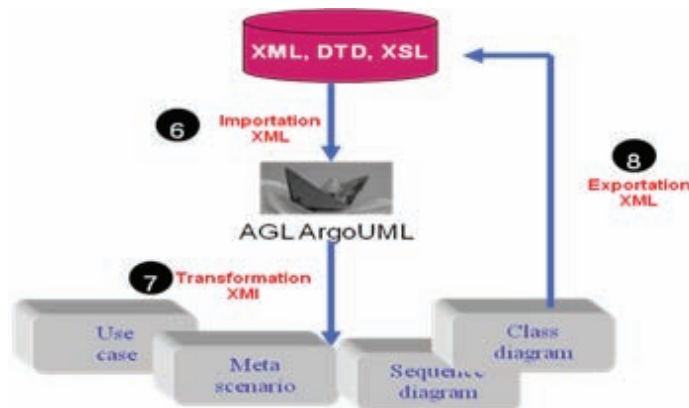 XML, DTD, XSL
6
Importation
XML
8
Exportation
XML
AGL ArgoUML
7
Transformation
XMI
Use
case
Meta
scenario
Sequence
diagram
Class
diagram